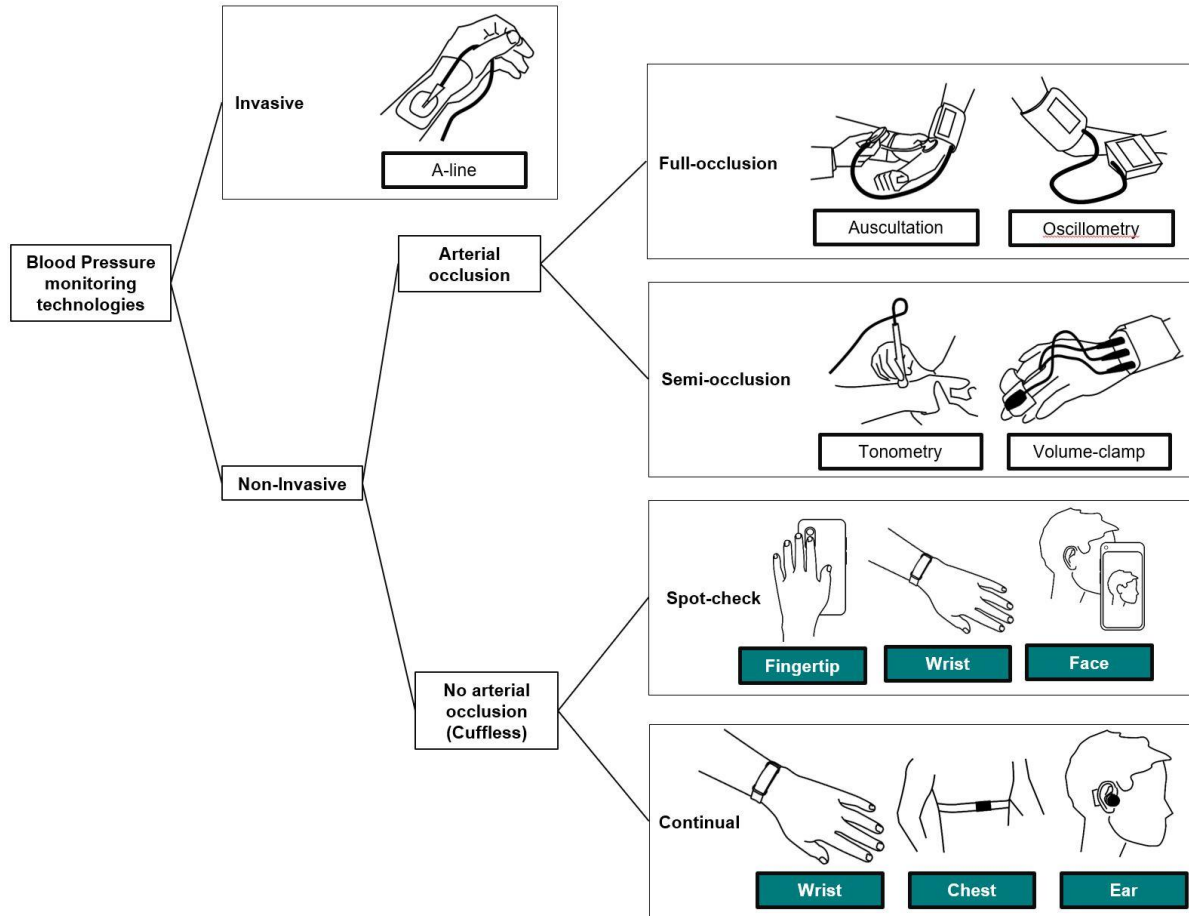 Invasive
A-line
Blood Pressure
monitoring
technologies
Non-Invasive
Arterial
occlusion
Full-occlusion
Auscultation
Oscillometry
Semi-occlusion
Tonometry
Volume-clamp
No arterial
occlusion
(Cuffless)
Spot-check
Fingertip
Wrist
Face
Continual
Wrist
Chest
Ear